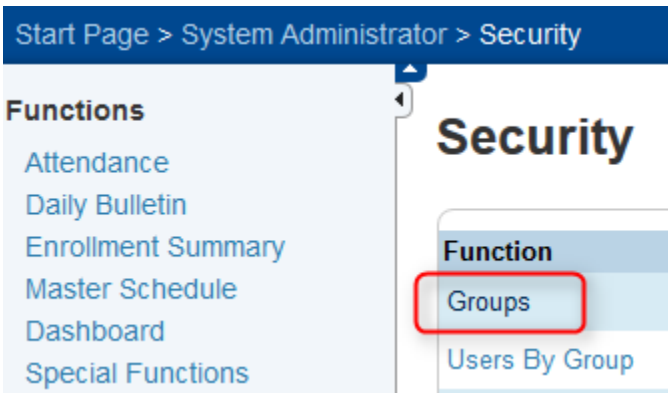 Start Page > System Administrator > Security
Functions
Attendance
Daily Bulletin
Enrollment Summary
Master Schedule
Dashboard
Special Functions
Security
Function
Groups
Users By Group